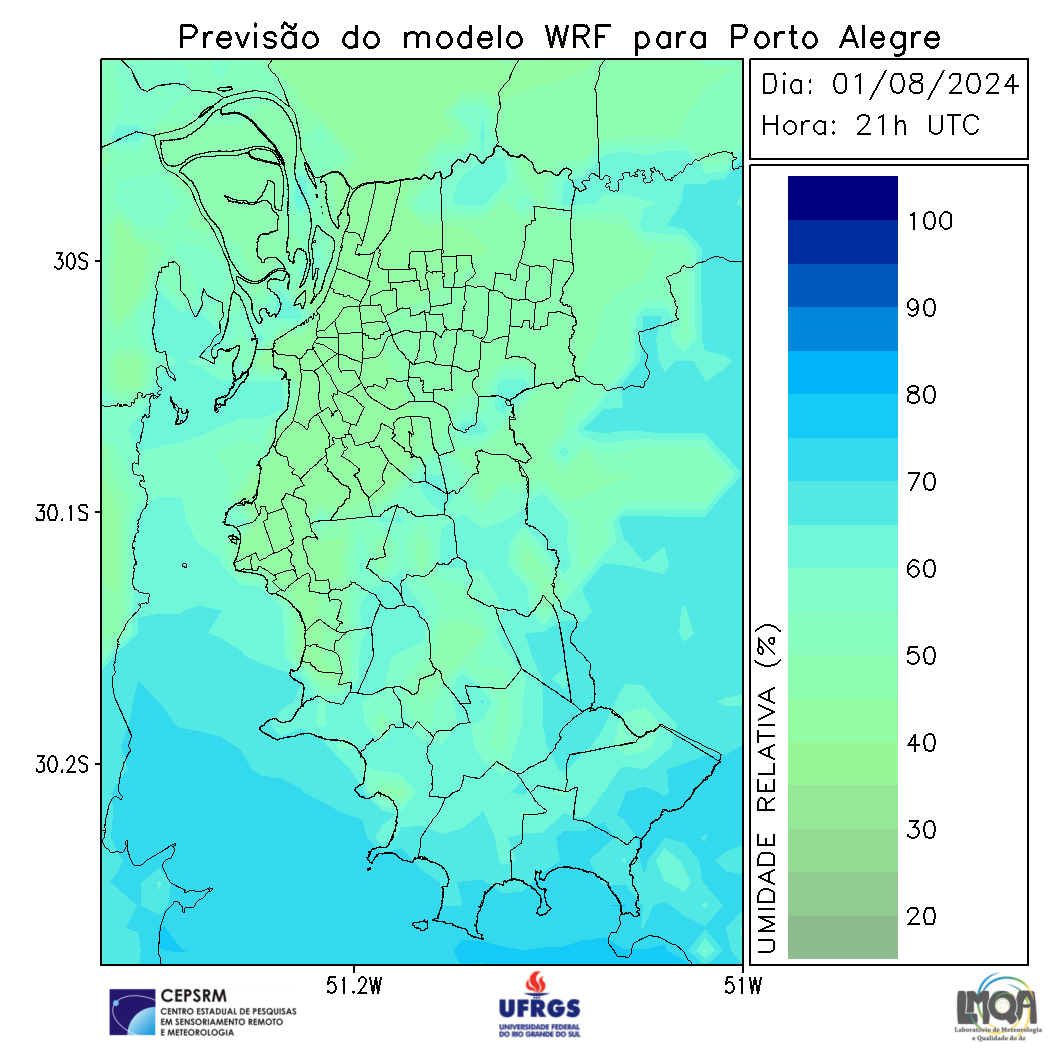 Previsão do modelo WRF para Porto Alegre
Dia: 01/08/2024
Hora: 21h UTC
30S
30.1S
30.2S
51.2W
51W
UMIDADE RELATIVA (%)
100
90
80
70
60
50
40
30
20
CEPSRM
CENTRO ESTADUAL DE PESQUISAS
EM SENSORIAMENTO REMOTO
E METEOROLOGIA
UFRGS
UNIVERSIDADE FEDERAL
DO RIO GRANDE DO SUL
LMQA
Laboratório de Meteorologia
e Qualidade do Ar